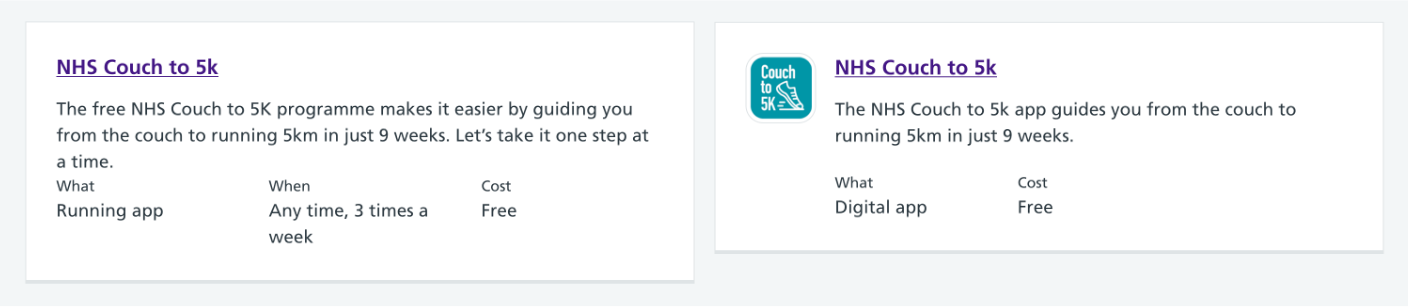 NHS Couch to 5k
The free NHS Couch to 5K programme makes it easier by guiding you
from the couch to running 5km in just 9 weeks. Let’s take it one step at
a time.
What When Cost
Running app Any time, 3 times a Free
week
Couch
to
5K
NHS Couch to 5k
The NHS Couch to 5k app guides you from the couch to
running 5km in just 9 weeks.
What Cost
Digital app Free